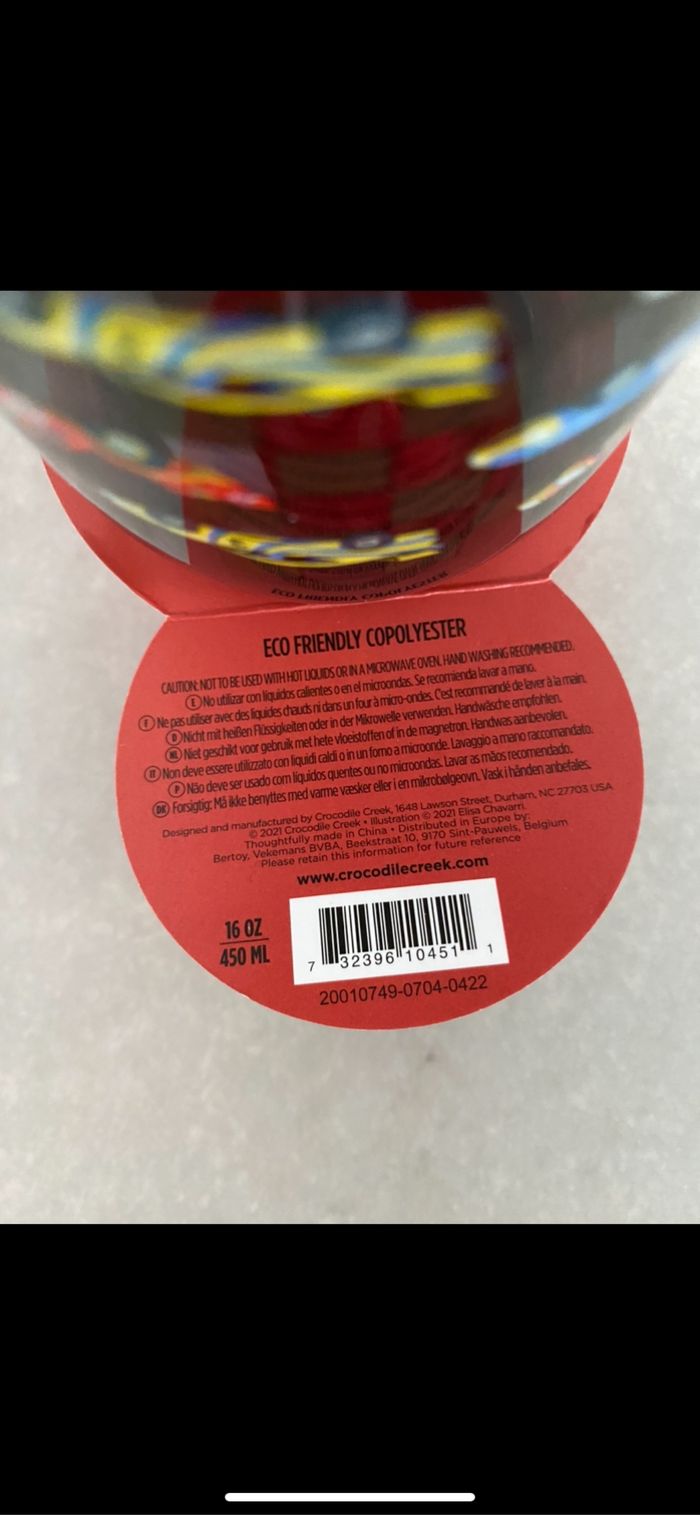 ECO FRIENDLY COPOLYESTER
CAUTION: NOT TO BE USED WITH HOT LIQUIDS OR IN A MICROWAVE OVEN. HAND WASHING RECOMMENDED.
E No utilizar con líquidos calientes o en el microondas. Se recomienda lavar a mano.
F Ne pas utiliser avec des liquides chauds ni dans un four à micro-ondes. C'est recommandé de laver à la main.
D Nicht mit heißen Flüssigkeiten oder in der Mikrowelle verwenden. Handwäsche empfohlen.
NL Niet geschikt voor gebruik met hete vloeistoffen of in de magnetron. Handwas aanbevolen.
IT Non deve essere utilizzato con liquidi caldi o in un forno a microonde. Lavaggio a mano raccomandato.
P Não deve ser usado com líquidos quentes ou no microondas. Lavar as mãos recomendado.
DK Forsigtig: Må ikke benyttes med varme væsker eller i en mikrobølgeovn. Vask i hånden anbefales.
Designed and manufactured by Crocodile Creek, 1648 Lawson Street, Durham, NC 27703 USA
© 2021 Crocodile Creek • Illustration © 2021 Elisa Chavarri.
Thoughtfully made in China • Distributed in Europe by:
Bertoy, Vekemans BVBA, Beekstraat 10, 9170 Sint-Pauwels, Belgium
Please retain this information for future reference
www.crocodilecreek.com
16 OZ
450 ML
7 32396 10451 1
20010749-0704-0422